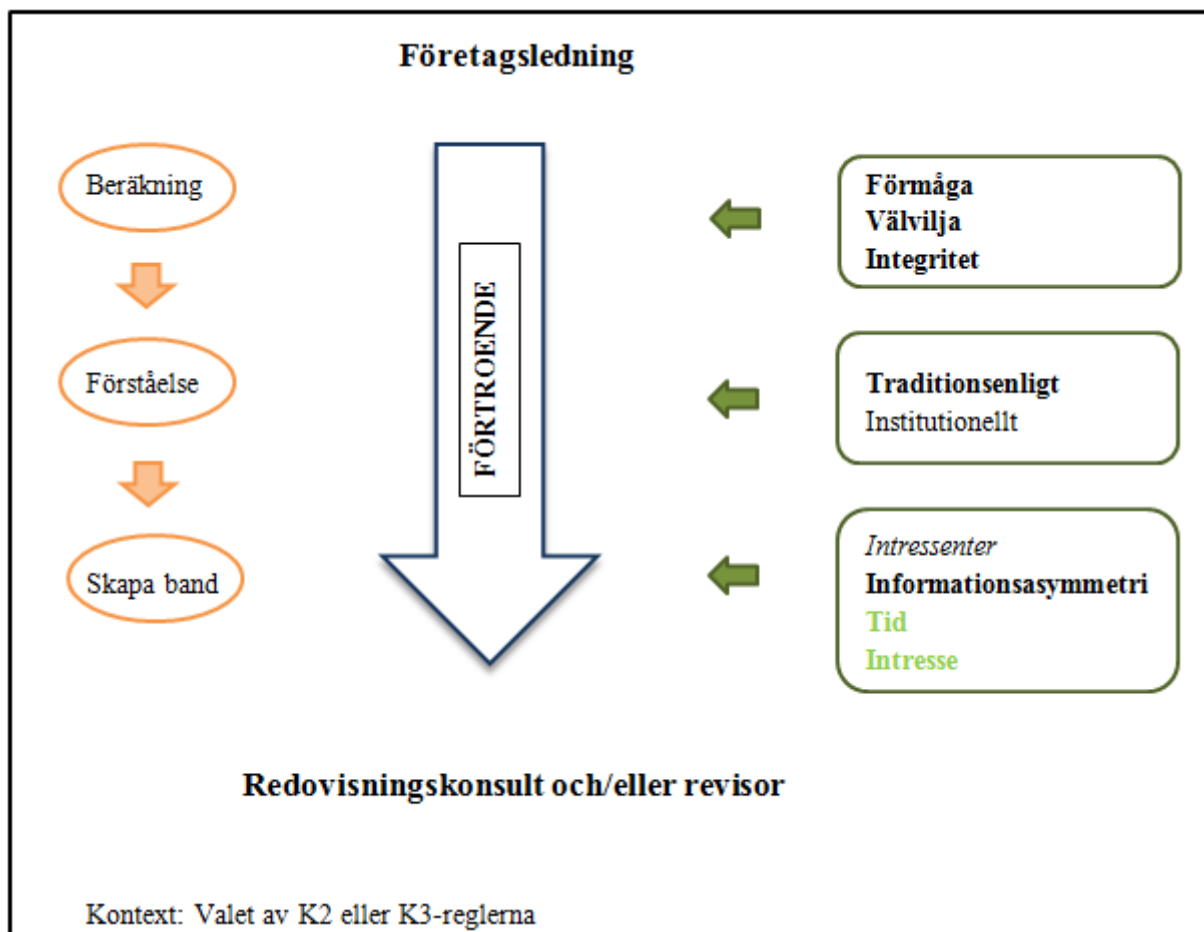 Företagsledning
Beräkning
Förståelse
Skapa band
FÖRTROENDE
Förmåga
Välvilja
Integritet
Traditionsenligt
Institutionellt
Intressenter
Informationsasymmetri
Tid
Intresse
Redovisningskonsult och/eller revisor
Kontext: Valet av K2 eller K3-reglerna